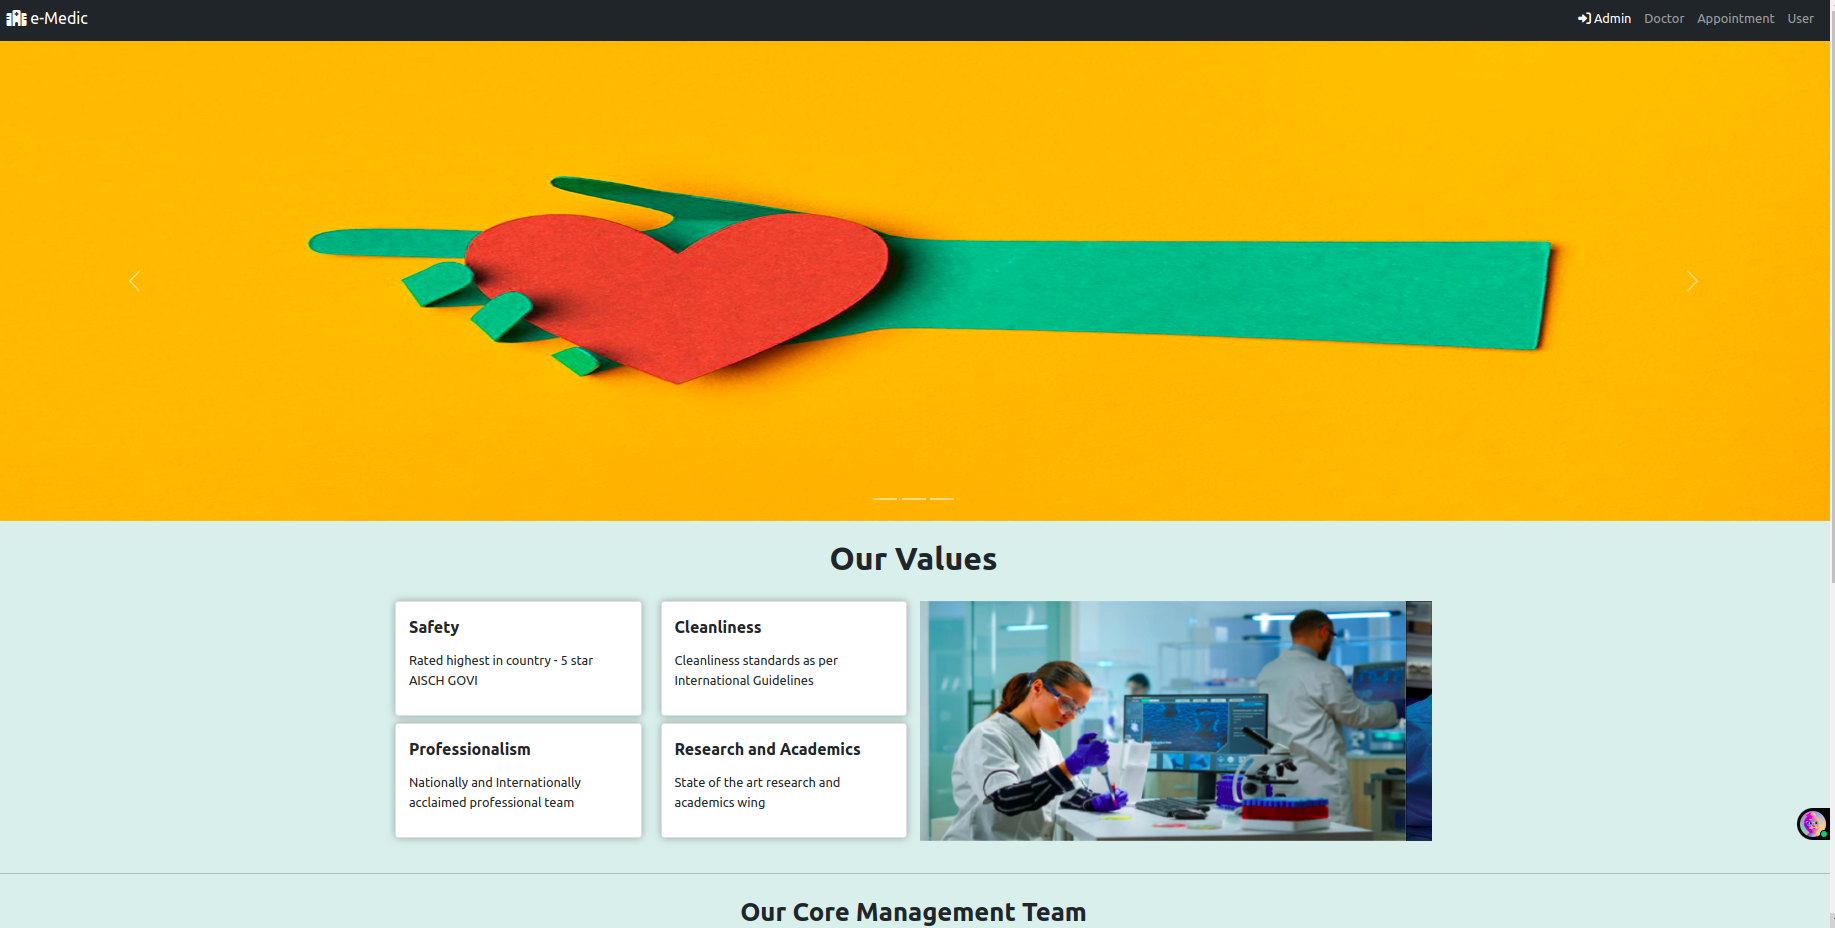 e-Medic
Admin Doctor Appointment User
Our Values
Safety
Rated highest in country - 5 star
AISCH GOVI
Cleanliness
Cleanliness standards as per
International Guidelines
Professionalism
Nationally and Internationally
acclaimed professional team
Research and Academics
State of the art research and
academics wing
Our Core Management Team